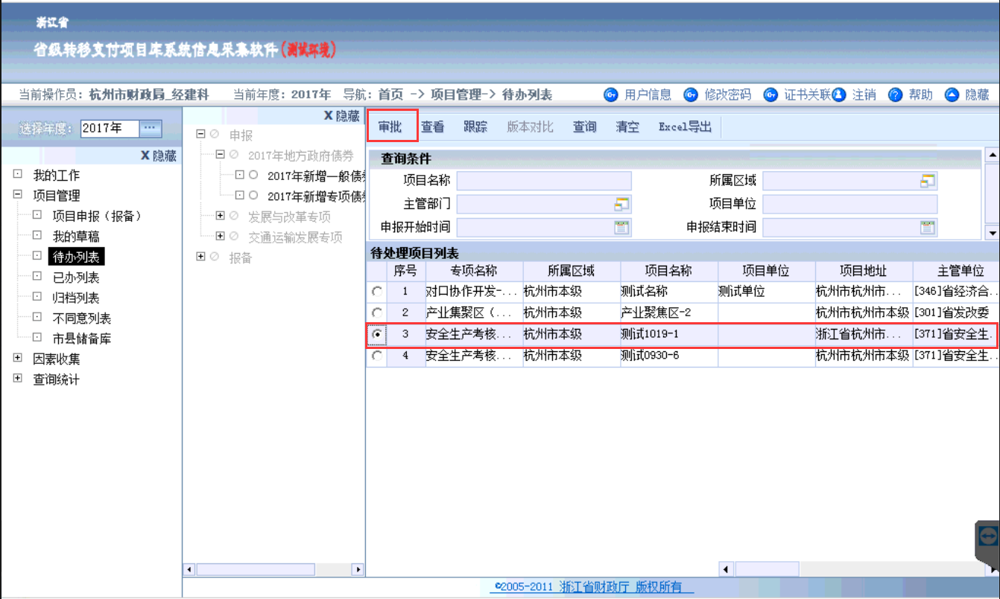 浙江省
省级转移支付项目库系统信息采集软件(测试环境)
当前操作员: 杭州市财政局_经建科 当前年度: 2017年 导航: 首页 -> 项目管理-> 待办列表 用户信息 修改密码 证书关联 注销 帮助 隐藏
选择年度: 2017年 ...
X 隐藏
我的工作
项目管理
项目申报（报备）
我的草稿
待办列表
已办列表
归档列表
不同意列表
市县储备库
因素收集
查询统计
X 隐藏
申报
2017年地方政府债券
2017年新增一般债券
2017年新增专项债券
发展与改革专项
交通运输发展专项
报备
审批 查看 跟踪 版本对比 查询 清空 Excel导出
查询条件
项目名称 所属区域
主管部门 项目单位
申报开始时间 申报结束时间
待处理项目列表
序号 专项名称 所属区域 项目名称 项目单位 项目地址 主管单位
1 对口协作开发-... 杭州市本级 测试名称 测试单位 杭州市杭州市... [346]省经济合...
2 产业集聚区（... 杭州市本级 产业聚焦区-2 杭州市杭州市本级 [301]省发改委
3 安全生产考核... 杭州市本级 测试1019-1 浙江省杭州市... [371]省安全生...
4 安全生产考核... 杭州市本级 测试0930-6 杭州市杭州市本级 [371]省安全生...
©2005-2011 浙江省财政厅 版权所有